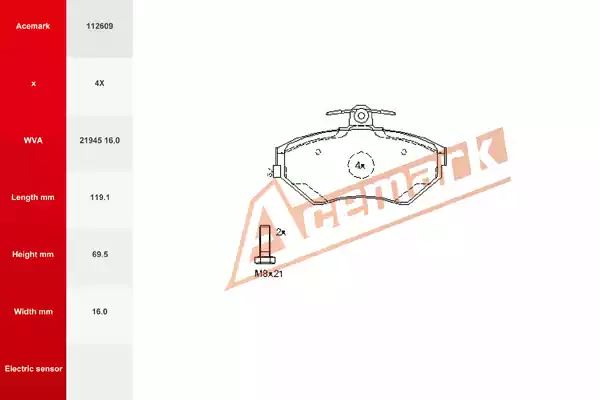 Acemark 112609
x 4X
WVA 21945 16,0
Length mm 119.1
Height mm 69.5
Width mm 16.0
Electric sensor
4x
2x
M8x21
Acemark